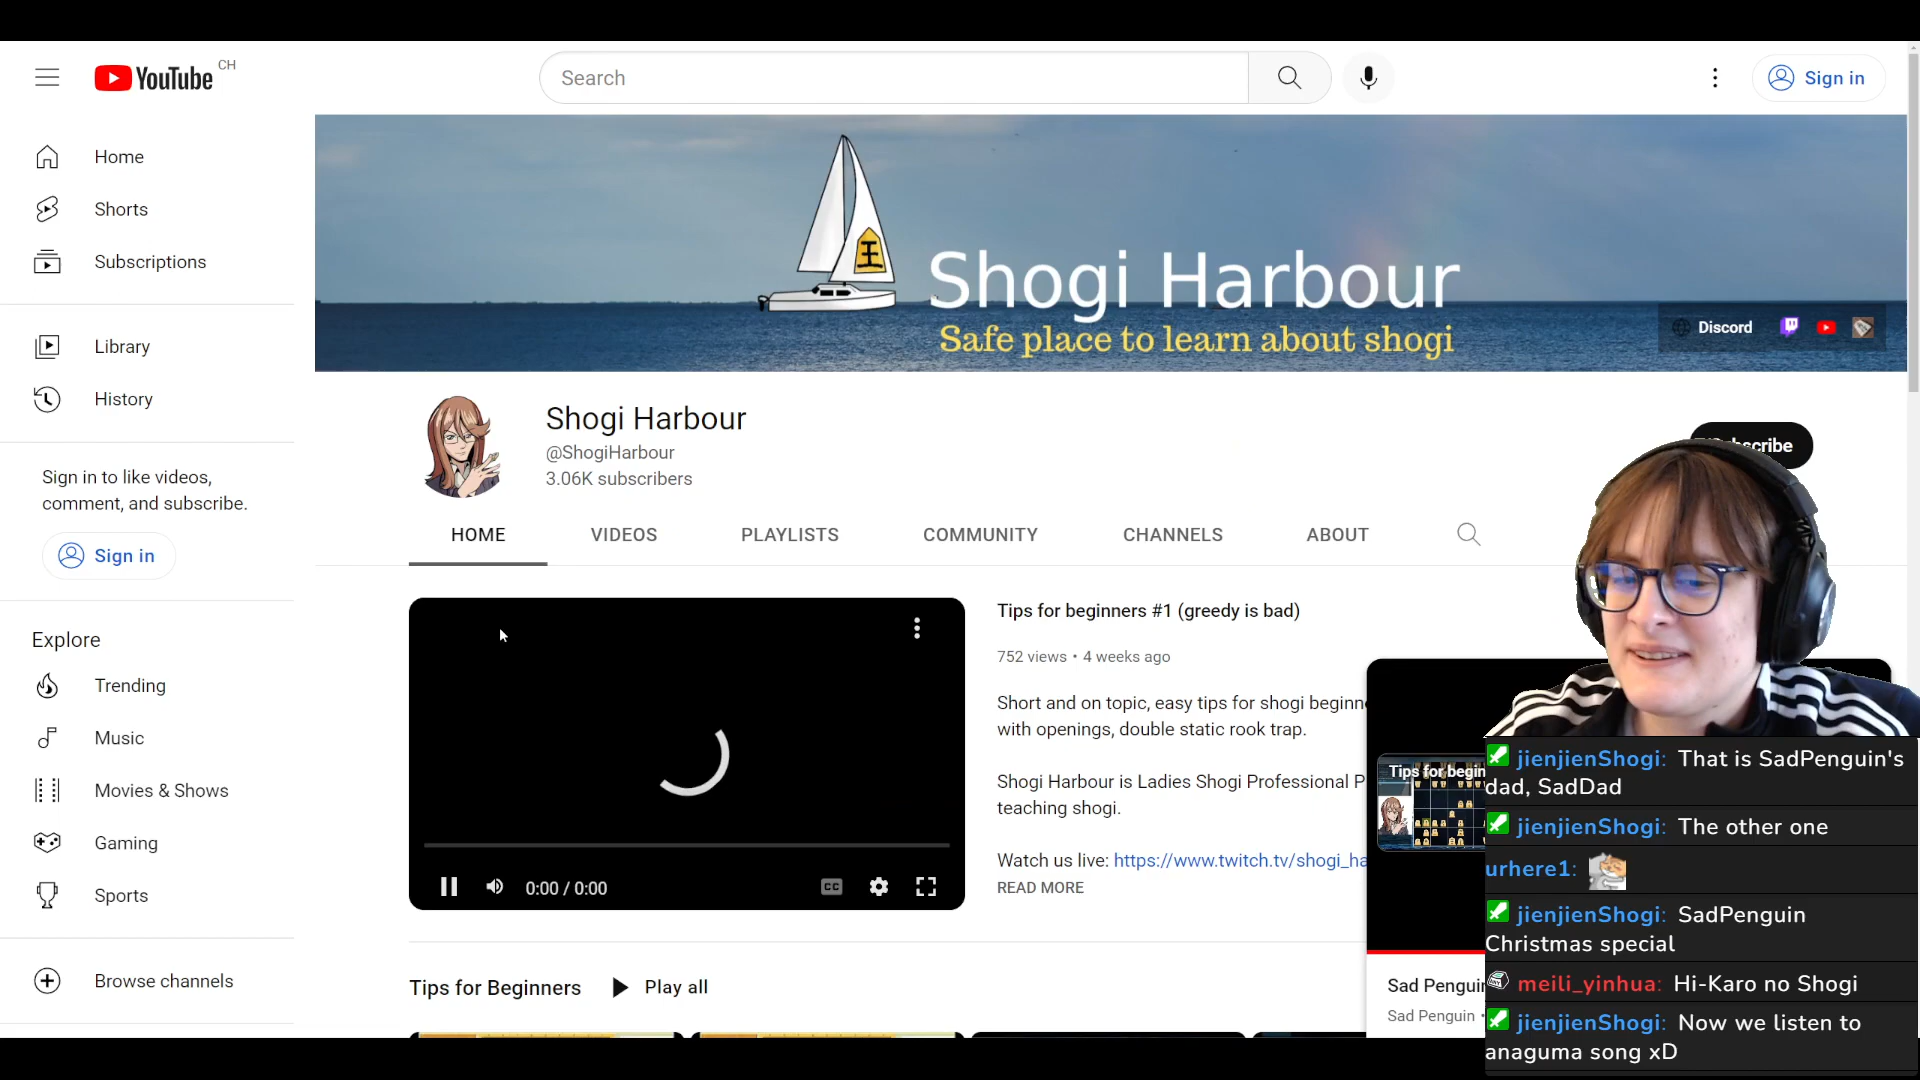 YouTube CH
Search
Sign in
Home
Shorts
Subscriptions
Library
History
Sign in to like videos,
comment, and subscribe.
Sign in
Explore
Trending
Music
Movies & Shows
Gaming
Sports
Browse channels
王
Shogi Harbour
Safe place to learn about shogi
Discord
Shogi Harbour
@ShogiHarbour
3.06K subscribers
HOME
VIDEOS
PLAYLISTS
COMMUNITY
CHANNELS
ABOUT
0:00 / 0:00
CC
Tips for beginners #1 (greedy is bad)
752 views • 4 weeks ago
Short and on topic, easy tips for shogi beginne
with openings, double static rook trap.
Shogi Harbour is Ladies Shogi Professional P
teaching shogi.
Watch us live: https://www.twitch.tv/shogi_ha
READ MORE
Tips for Beginners
Play all
Tips for begin
Sad Penguin
Sad Penguin •
jienjienShogi: That is SadPenguin's
dad, SadDad
jienjienShogi: The other one
urhere1:
jienjienShogi: SadPenguin
Christmas special
meili_yinhua: Hi-Karo no Shogi
jienjienShogi: Now we listen to
anaguma song xD